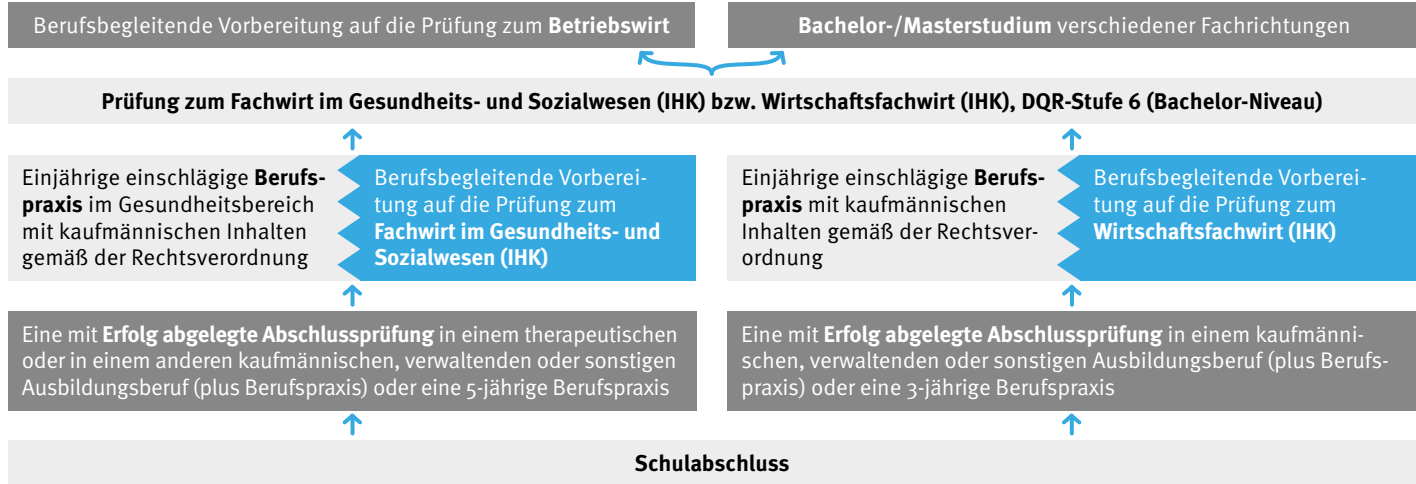 Berufsbegleitende Vorbereitung auf die Prüfung zum Betriebswirt
Bachelor-/Masterstudium verschiedener Fachrichtungen
Prüfung zum Fachwirt im Gesundheits- und Sozialwesen (IHK) bzw. Wirtschaftsfachwirt (IHK), DQR-Stufe 6 (Bachelor-Niveau)
Einjährige einschlägige Berufs-
praxis im Gesundheitsbereich
mit kaufmännischen Inhalten
gemäß der Rechtsverordnung
Berufsbegleitende Vorberei-
tung auf die Prüfung zum
Fachwirt im Gesundheits- und
Sozialwesen (IHK)
Einjährige einschlägige Berufs-
praxis mit kaufmännischen
Inhalten gemäß der Rechtsver-
ordnung
Berufsbegleitende Vorberei-
tung auf die Prüfung zum
Wirtschaftsfachwirt (IHK)
Eine mit Erfolg abgelegte Abschlussprüfung in einem therapeutischen
oder in einem anderen kaufmännischen, verwaltenden oder sonstigen
Ausbildungsberuf (plus Berufspraxis) oder eine 5-jährige Berufspraxis
Eine mit Erfolg abgelegte Abschlussprüfung in einem kaufmänni-
schen, verwaltenden oder sonstigen Ausbildungsberuf (plus Berufs-
praxis) oder eine 3-jährige Berufspraxis
Schulabschluss